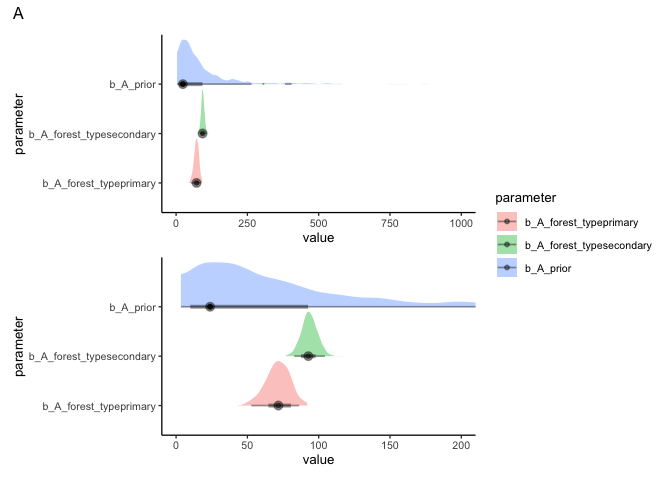 A
parameter
b_A_prior
b_A_forest_typesecondary
b_A_forest_typeprimary
0 250 500 750 1000
value
parameter
b_A_prior
b_A_forest_typesecondary
b_A_forest_typeprimary
0 50 100 150 200
value
parameter
b_A_forest_typeprimary
b_A_forest_typesecondary
b_A_prior